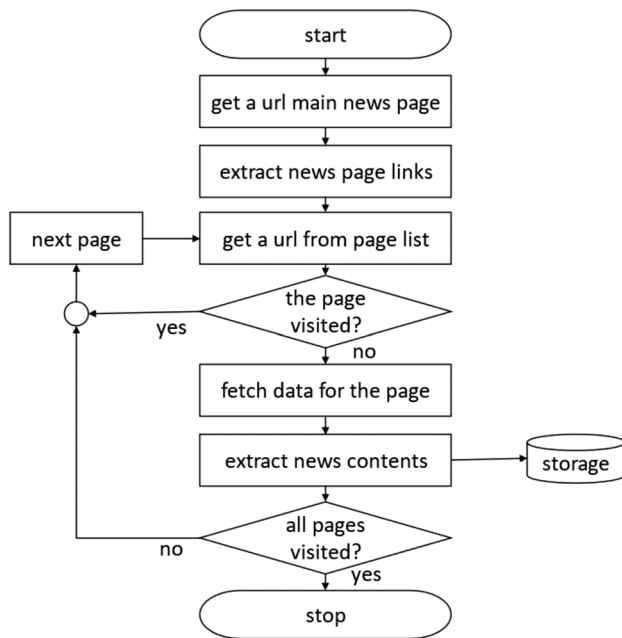 start
get a url main news page
extract news page links
next page
get a url from page list
the page
visited?
yes
no
fetch data for the page
extract news contents
storage
all pages
visited?
no
yes
stop